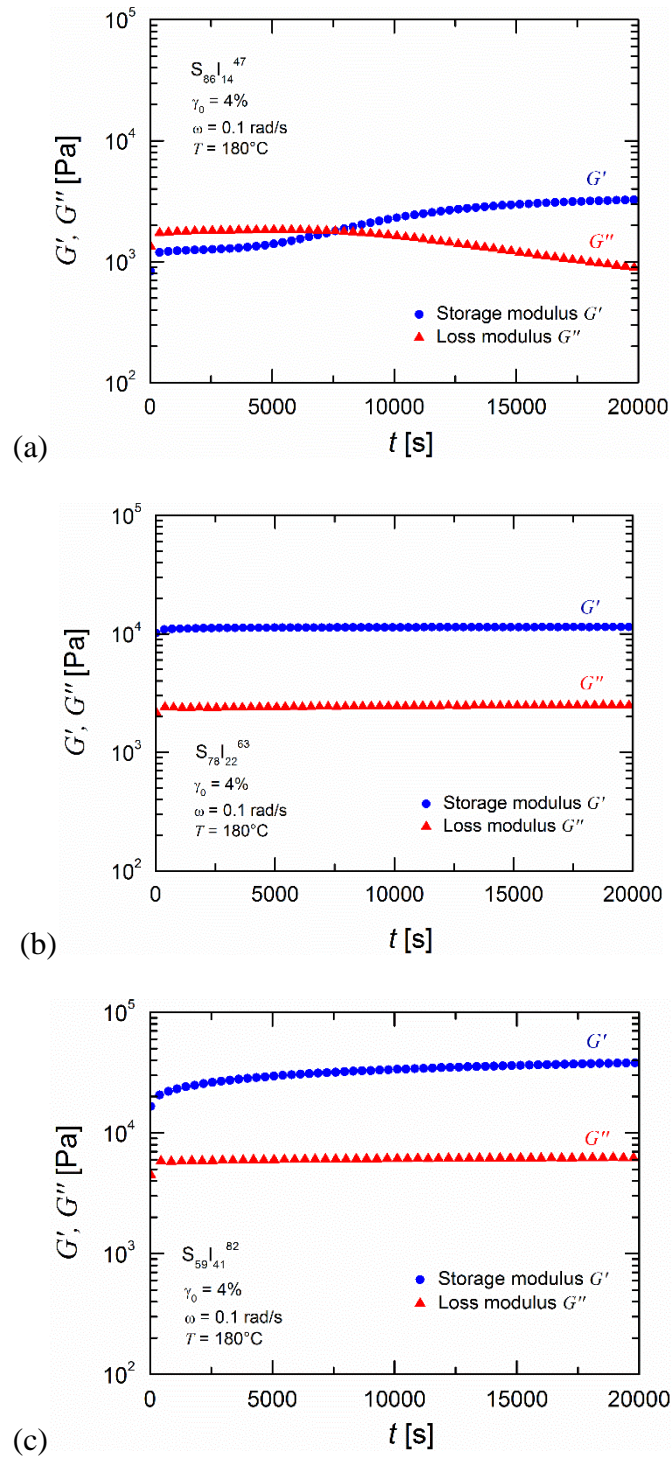 10⁵
S₈₆I₁₄⁴⁷
γ₀ = 4%
ω = 0.1 rad/s
T = 180°C
G′
10⁴
G′, G″ [Pa]
G″
10³
Storage modulus G′
Loss modulus G″
10²
0 5000 10000 15000 20000
t [s]
(a)
10⁵
G′
10⁴
G′, G″ [Pa]
G″
10³
S₇₈I₂₂⁶³
γ₀ = 4%
ω = 0.1 rad/s
T = 180°C
Storage modulus G′
Loss modulus G″
10²
0 5000 10000 15000 20000
t [s]
(b)
10⁵
G′
10⁴
G′, G″ [Pa]
G″
10³
S₅₉I₄₁⁸²
γ₀ = 4%
ω = 0.1 rad/s
T = 180°C
Storage modulus G′
Loss modulus G″
10²
0 5000 10000 15000 20000
t [s]
(c)